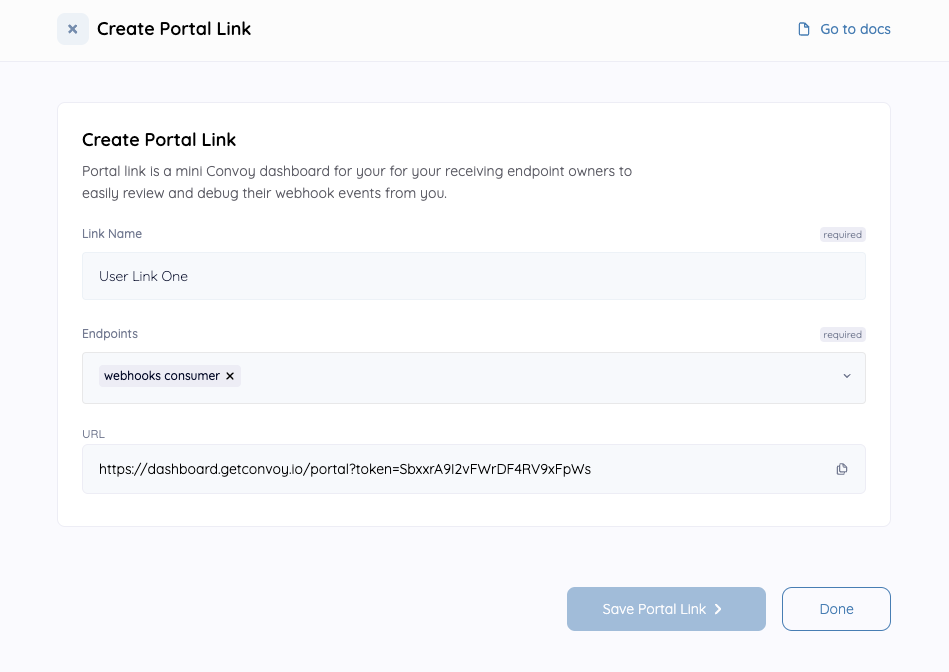 Create Portal Link
Go to docs
Create Portal Link
Portal link is a mini Convoy dashboard for your for your receiving endpoint owners to
easily review and debug their webhook events from you.
Link Name
required
User Link One
Endpoints
required
webhooks consumer
URL
https://dashboard.getconvoy.io/portal?token=SbxxrA9I2vFWrDF4RV9xFpWs
Save Portal Link
Done